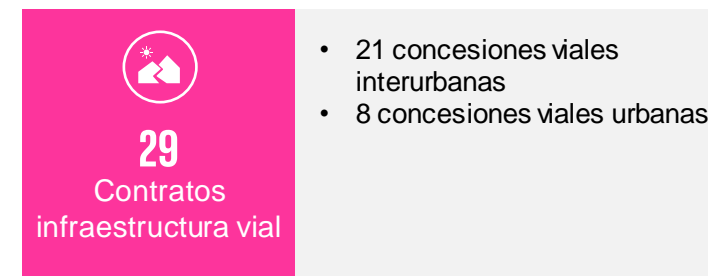 29
Contratos
infraestructura vial
• 21 concesiones viales
interurbanas
• 8 concesiones viales urbanas